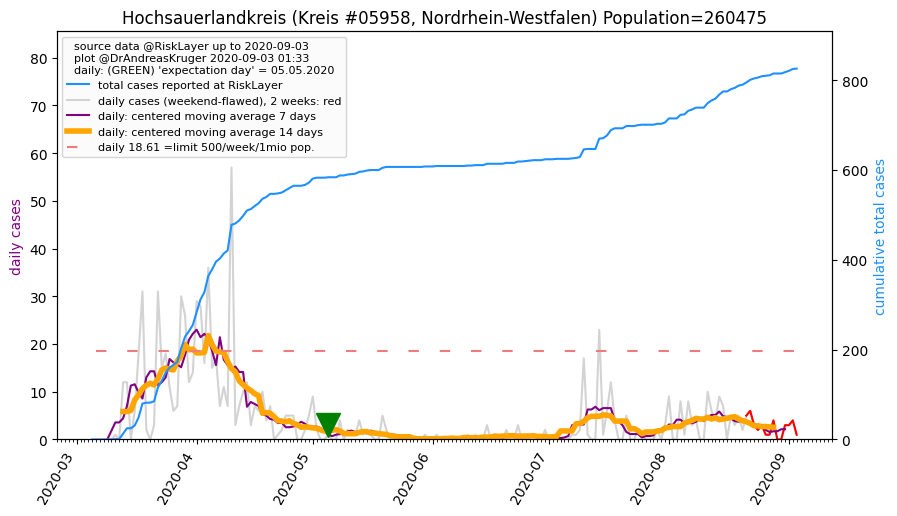 Hochsauerlandkreis (Kreis #05958, Nordrhein-Westfalen) Population=260475
source data @RiskLayer up to 2020-09-03
plot @DrAndreasKruger 2020-09-03 01:33
daily: (GREEN) 'expectation day' = 05.05.2020
total cases reported at RiskLayer
daily cases (weekend-flawed), 2 weeks: red
daily: centered moving average 7 days
daily: centered moving average 14 days
daily 18.61 =limit 500/week/1mio pop.
daily cases
80
70
60
50
40
30
20
10
0
cumulative total cases
800
600
400
200
0
2020-03
2020-04
2020-05
2020-06
2020-07
2020-08
2020-09